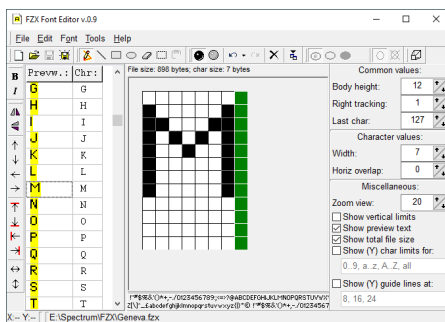 FZX Font Editor v.0.9
File Edit Font Tools Help
File size: 898 bytes; char size: 7 bytes
Prevw.: Chr:
G G
H H
I I
J J
K K
L L
M M
N N
O O
P P
Q Q
R R
S S
T T
B
I
Common values:
Body height: 12
Right tracking: 1
Last char: 127
Character values:
Width: 7
Horiz overlap: 0
Miscellaneous:
Zoom view: 20
Show vertical limits
Show preview text
Show total file size
Show (Y) char limits for:
0..9, a..z, A..Z, all
Show (Y) guide lines at:
8, 16, 24
!"#$%&'()*+,-./0123456789:;<=>?@ABCDEFGHIJKLMNOPQRSTUVWX
X:-- Y:-- E:\Spectrum\FZX\Geneva.fzx